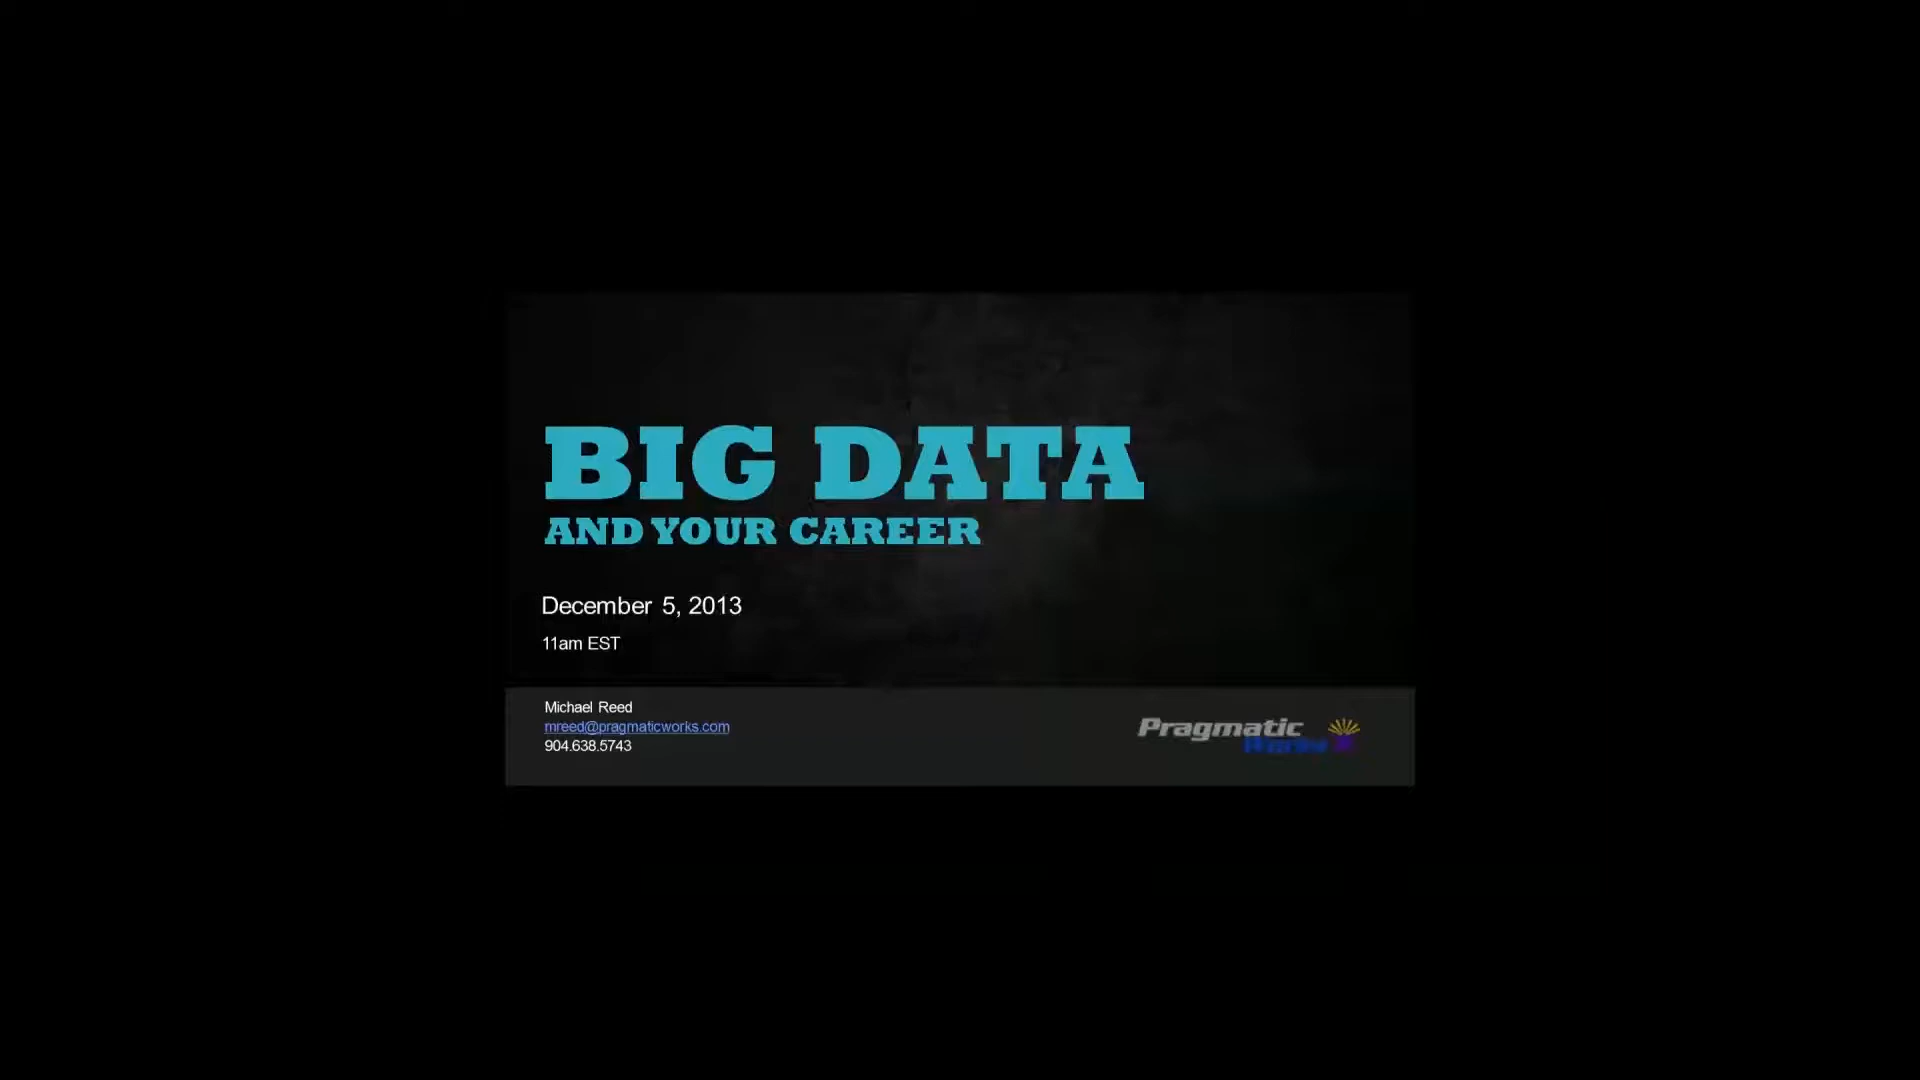 BIG DATA
AND YOUR CAREER
December 5, 2013
11am EST
Michael Reed
mreed@pragmaticworks.com
904.638.5743
Pragmatic
Works